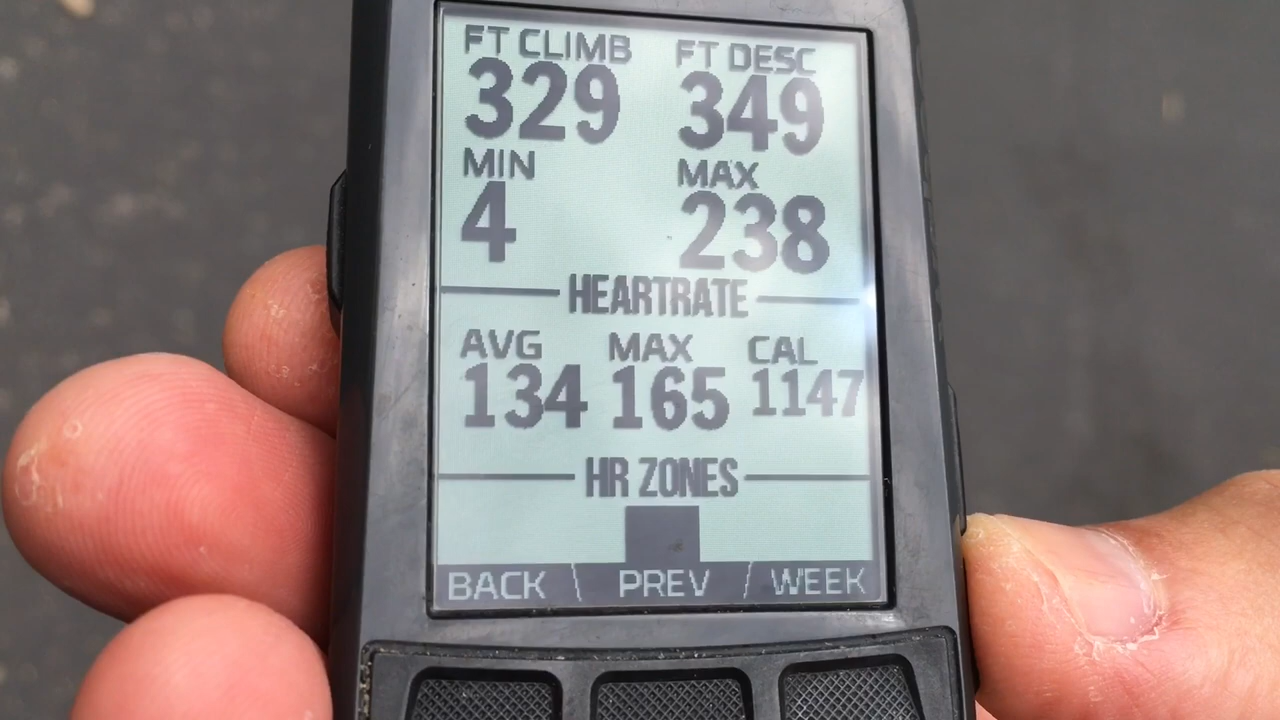 FT CLIMB FT DESC
329 349
MIN MAX
4 238
HEARTRATE
AVG MAX CAL
134 165 1147
HR ZONES
BACK \ PREV / WEEK